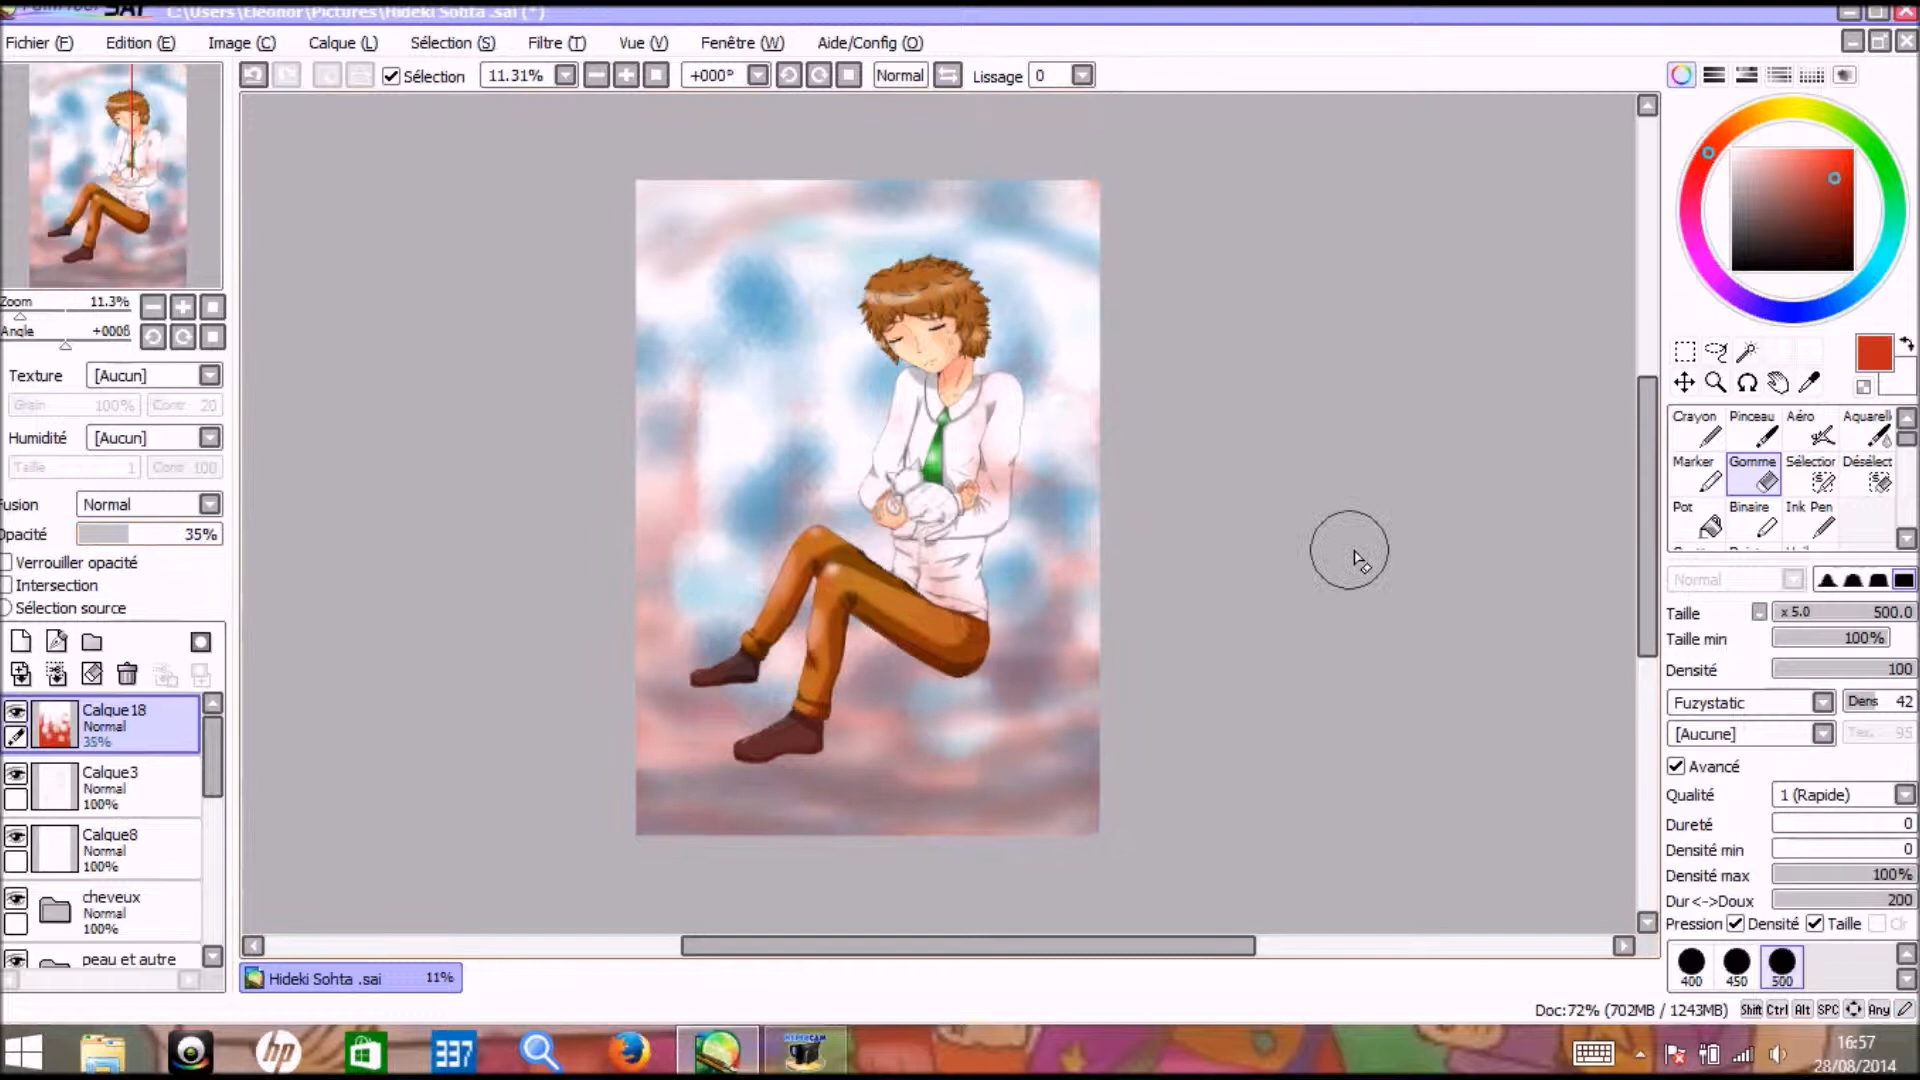 C:\Users\Eleonor\Pictures\Hideki Sohta .sai (*)
Fichier (F) Edition (E) Image (C) Calque (L) Sélection (S) Filtre (T) Vue (V) Fenêtre (W) Aide/Config (O)
Sélection 11.31% +000° Normal Lissage 0
Zoom 11.3%
Angle +000ß
Texture [Aucun]
Grain 100% Contr 20
Humidité [Aucun]
Taille 1 Contr 100
Fusion Normal
Opacité 35%
Verrouiller opacité
Intersection
Sélection source
Calque18
Normal
35%
Calque3
Normal
100%
Calque8
Normal
100%
cheveux
Normal
100%
peau et autre
Crayon Pinceau Aéro Aquarell
Marker Gomme Sélection Désélect
Pot Binaire Ink Pen
Normal
Taille x 5.0 500.0
Taille min 100%
Densité 100
Fuzystatic Dens 42
[Aucune] Tex. 95
Avancé
Qualité 1 (Rapide)
Dureté 0
Densité min 0
Densité max 100%
Dur<->Doux 200
Pression Densité Taille Clr
400 450 500
Hideki Sohta .sai 11%
Doc:72% (702MB / 1243MB) Shift Ctrl Alt SPC Any
hp 337 HYPERCAM
16:57
28/08/2014